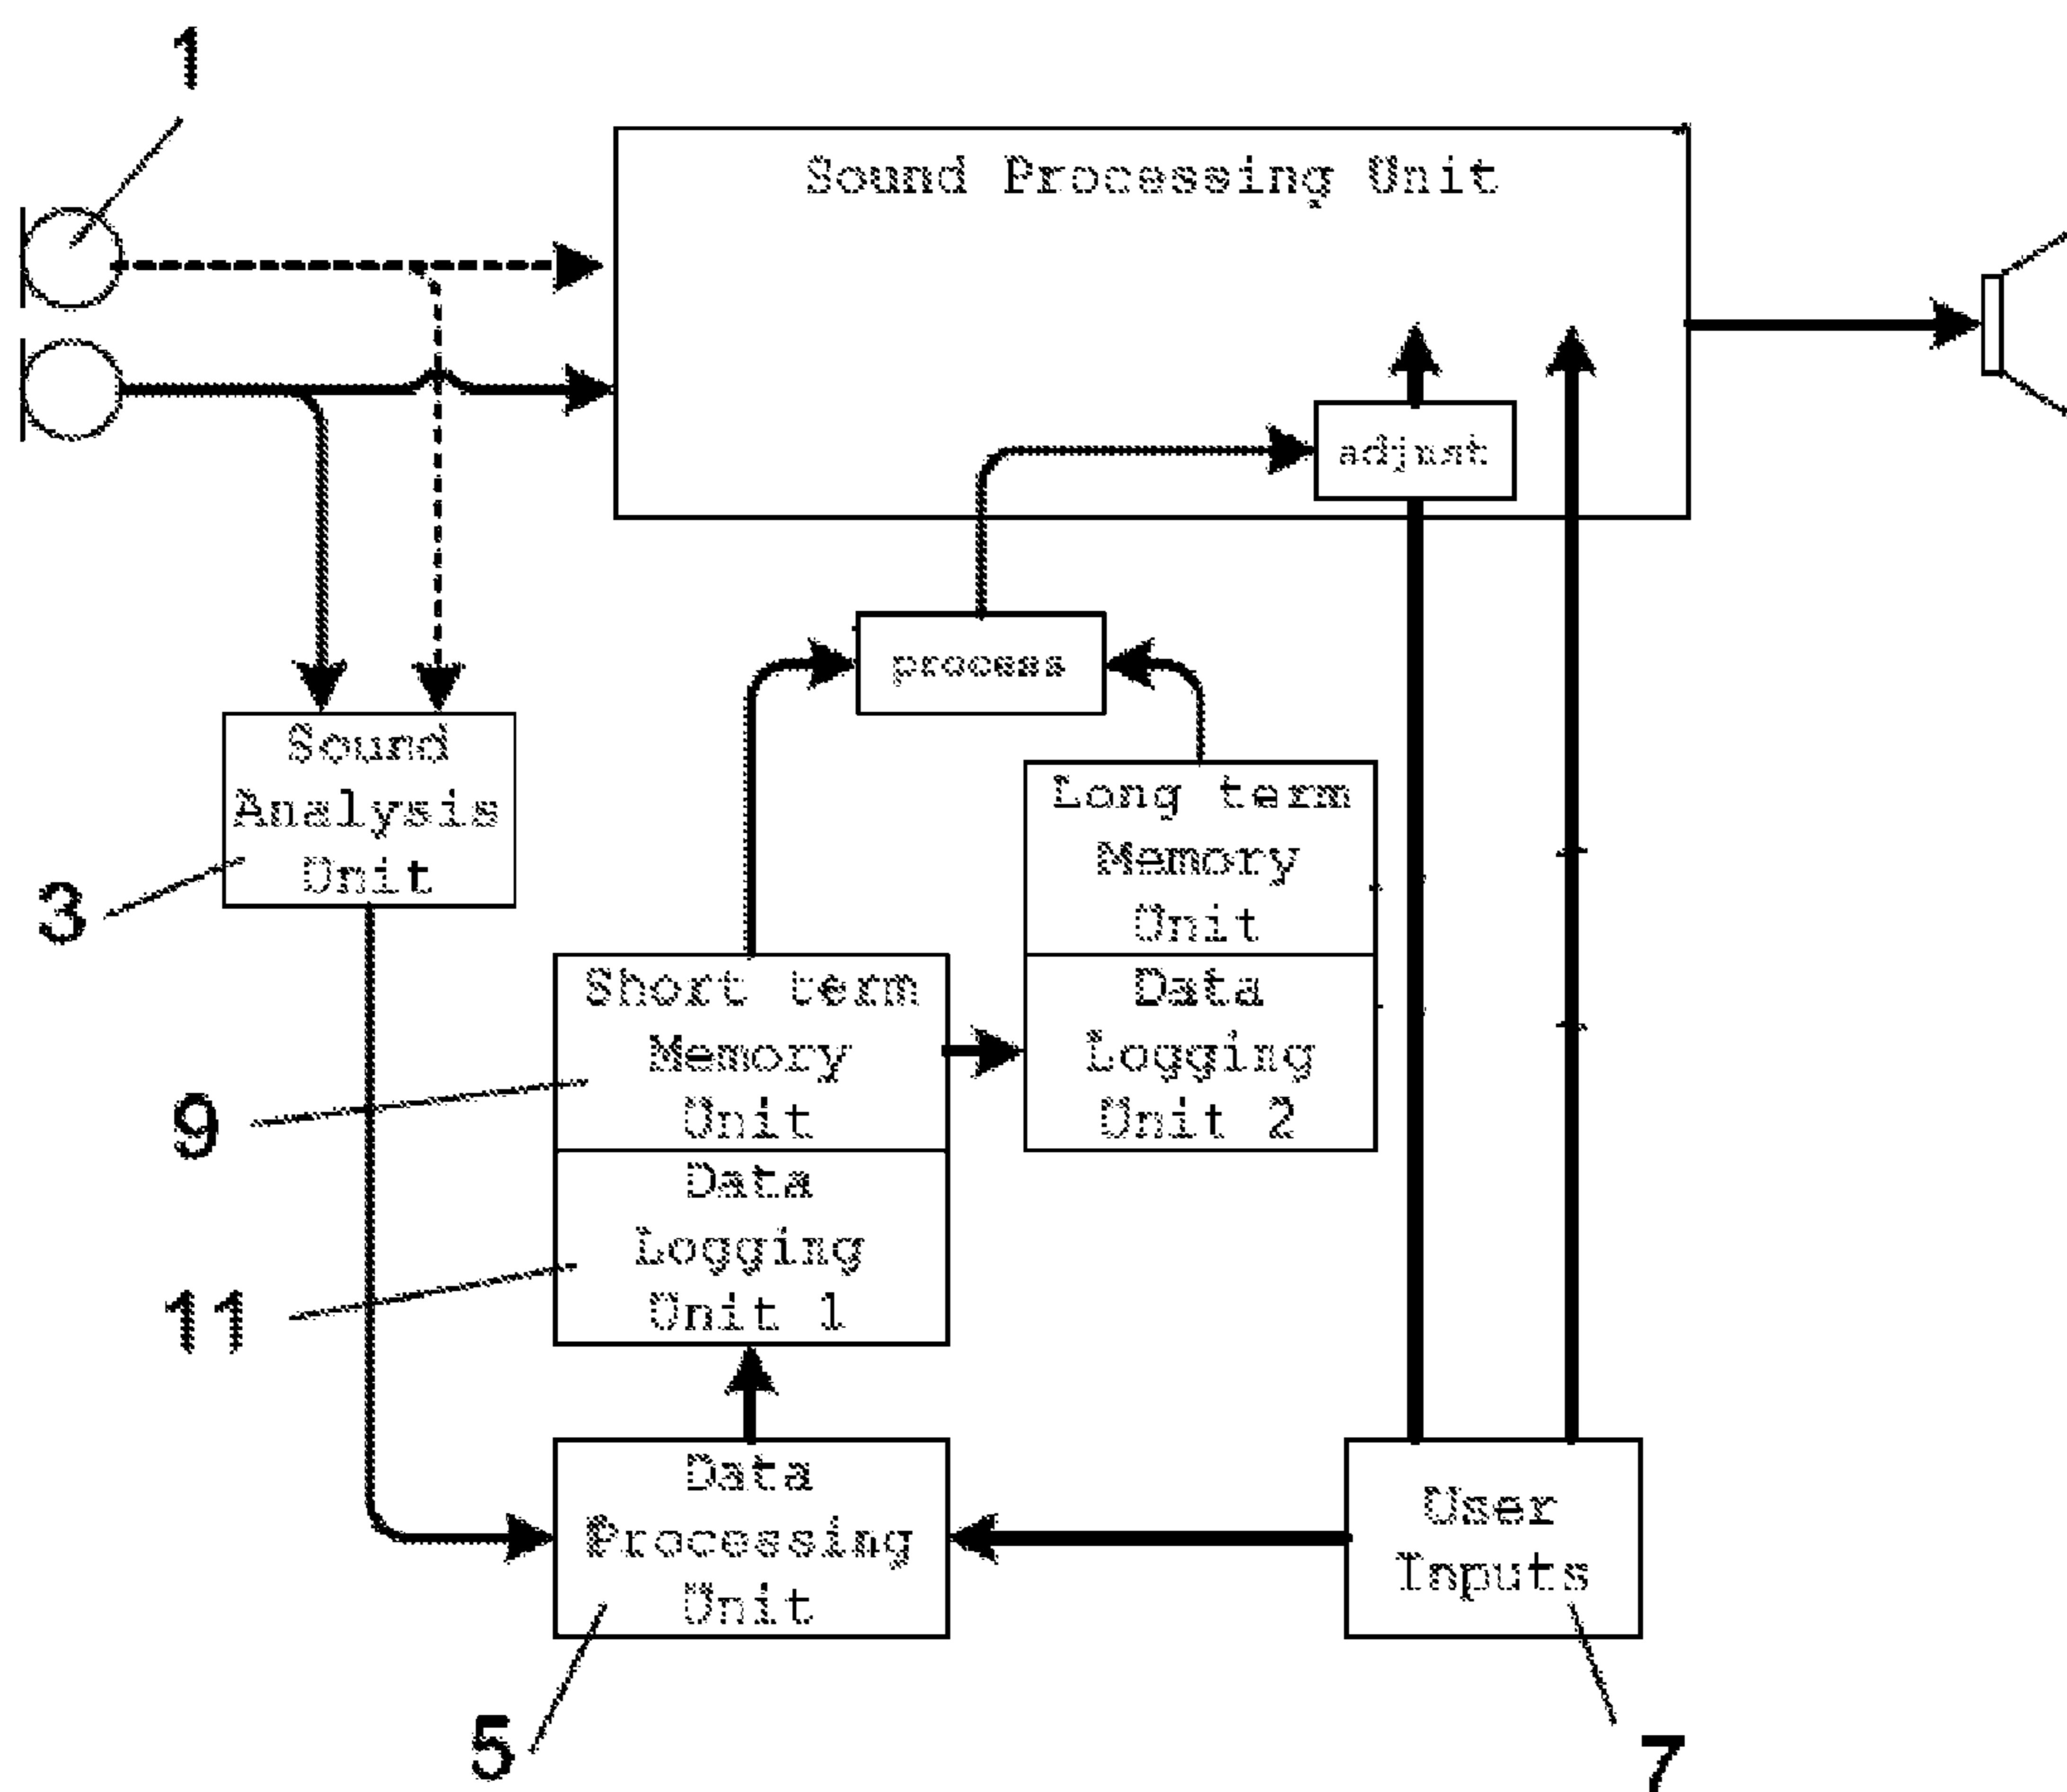 1
Sound Processing Unit
adjust
process
Sound
Analysis
Unit
3
Long term
Memory
Unit
Data
Logging
Unit 2
Short term
Memory
Unit
9
Data
Logging
Unit 1
11
Data
Processing
Unit
5
User
Inputs
7